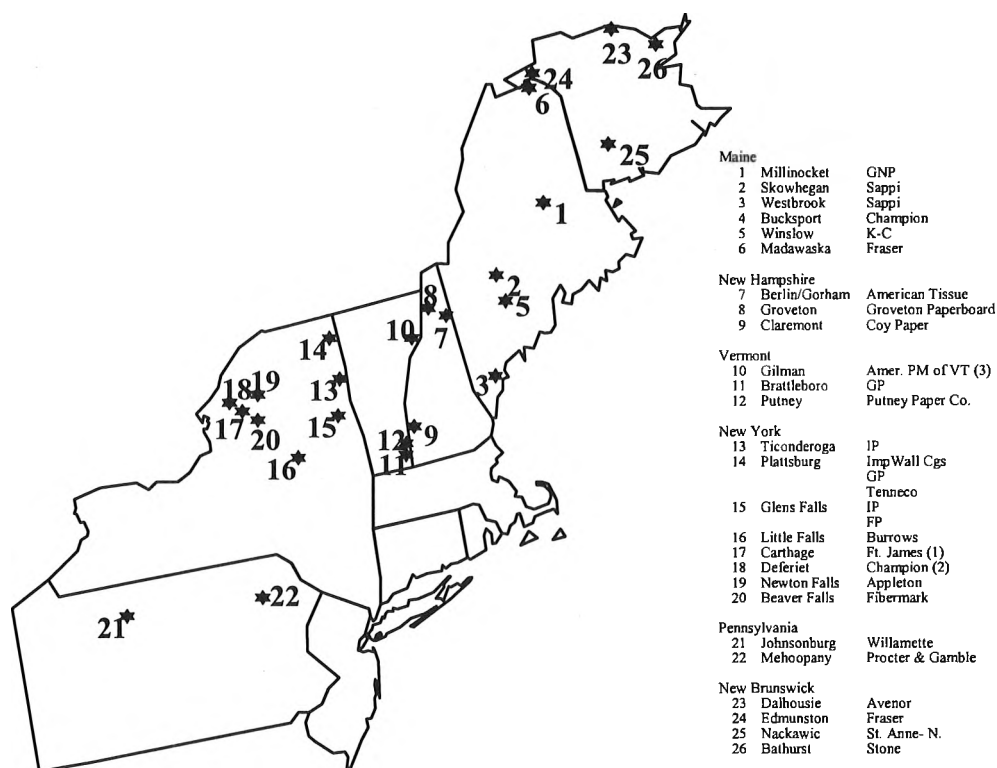 23
26
24
6
25
1
2
5
8
7
10
14
3
13
19
18
17
15
20
9
12
16
11
22
21
Maine
1 Millinocket GNP
2 Skowhegan Sappi
3 Westbrook Sappi
4 Bucksport Champion
5 Winslow K-C
6 Madawaska Fraser
New Hampshire
7 Berlin/Gorham American Tissue
8 Groveton Groveton Paperboard
9 Claremont Coy Paper
Vermont
10 Gilman Amer. PM of VT (3)
11 Brattleboro GP
12 Putney Putney Paper Co.
New York
13 Ticonderoga IP
14 Plattsburg ImpWall Cgs
GP
Tenneco
15 Glens Falls IP
FP
16 Little Falls Burrows
17 Carthage Ft. James (1)
18 Deferiet Champion (2)
19 Newton Falls Appleton
20 Beaver Falls Fibermark
Pennsylvania
21 Johnsonburg Willamette
22 Mehoopany Procter & Gamble
New Brunswick
23 Dalhousie Avenor
24 Edmunston Fraser
25 Nackawic St. Anne- N.
26 Bathurst Stone